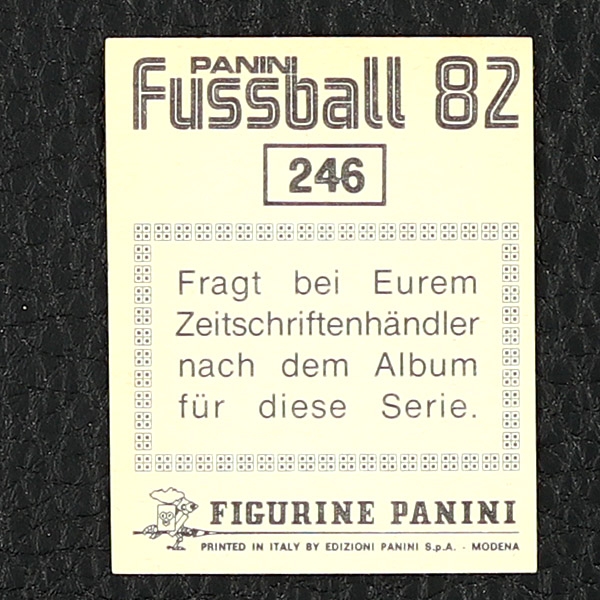 PANINI
Fussball 82
246
Fragt bei Eurem
Zeitschriftenhändler
nach dem Album
für diese Serie.
FIGURINE PANINI
PRINTED IN ITALY BY EDIZIONI PANINI S.p.A. - MODENA